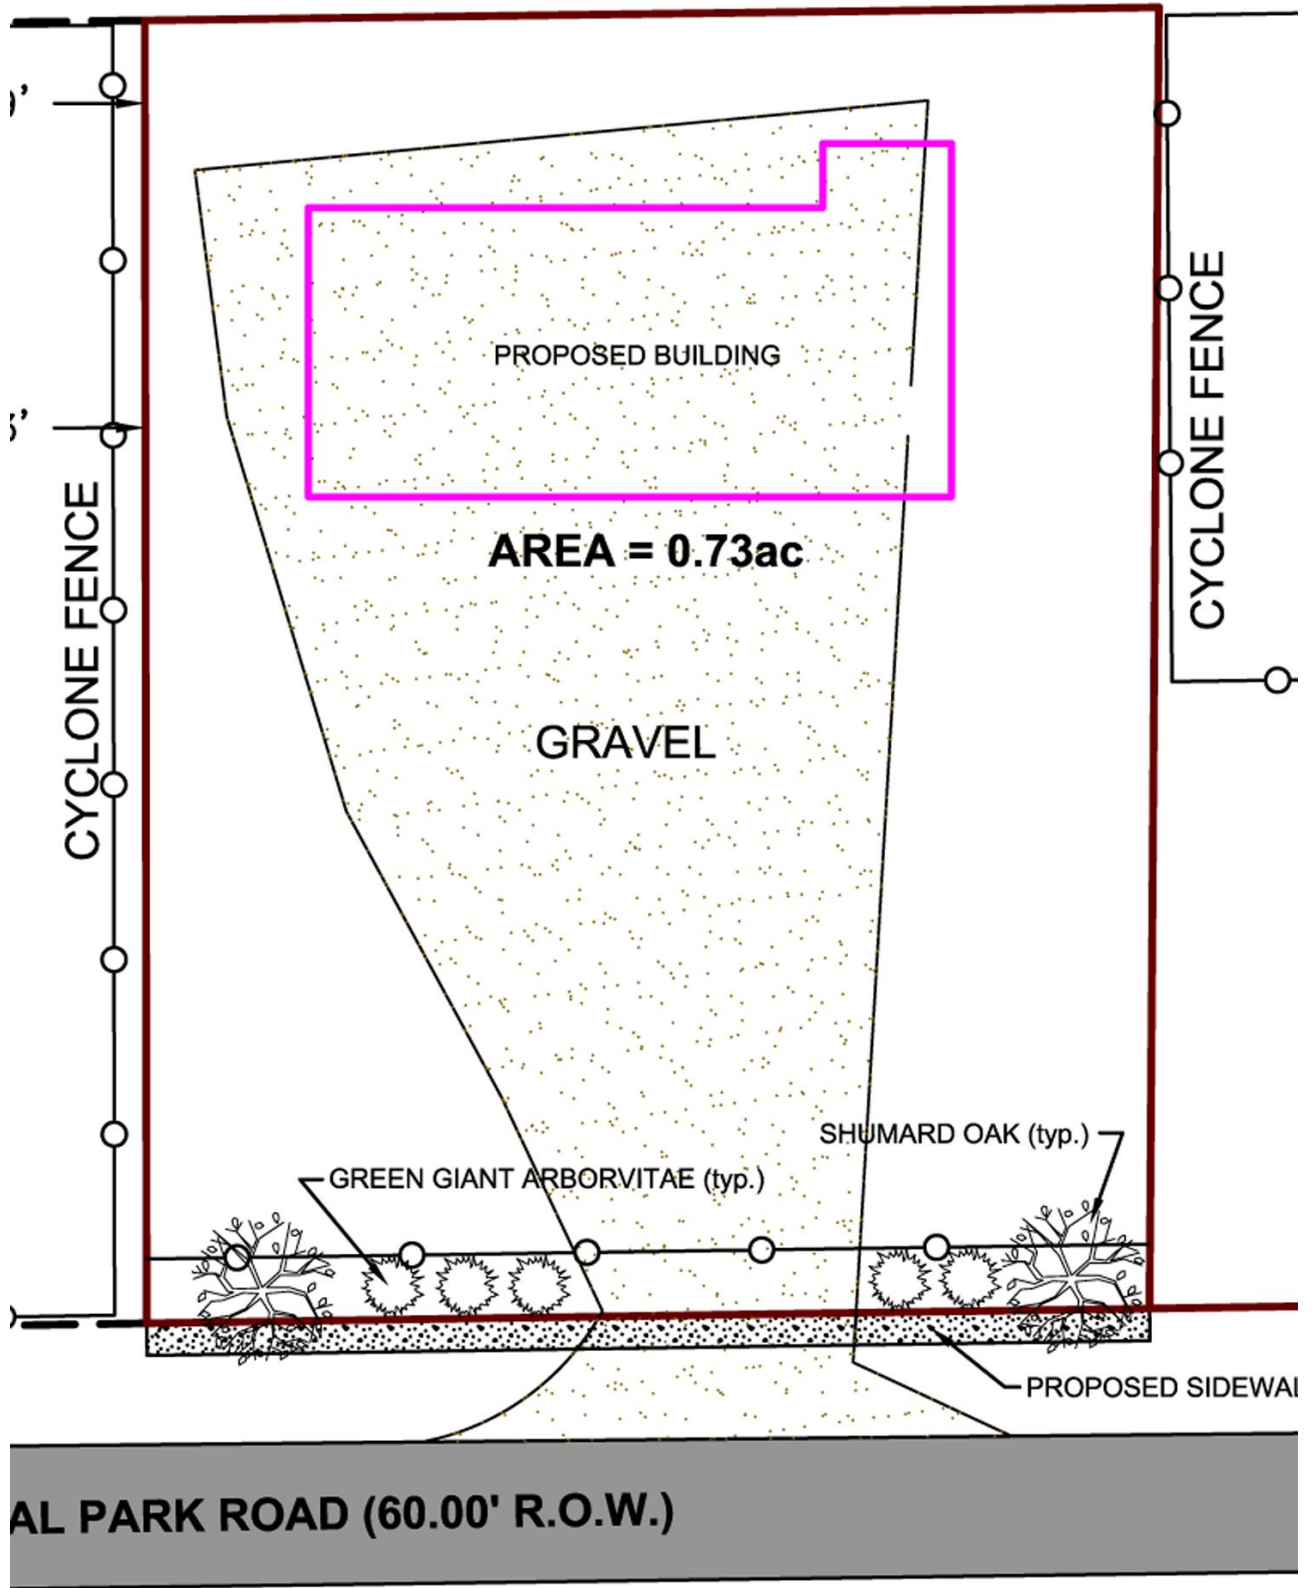 9'
CYCLONE FENCE
PROPOSED BUILDING
AREA = 0.73ac
CYCLONE FENCE
GRAVEL
SHUMARD OAK (typ.)
GREEN GIANT ARBORVITAE (typ.)
PROPOSED SIDEWAL
AL PARK ROAD (60.00' R.O.W.)